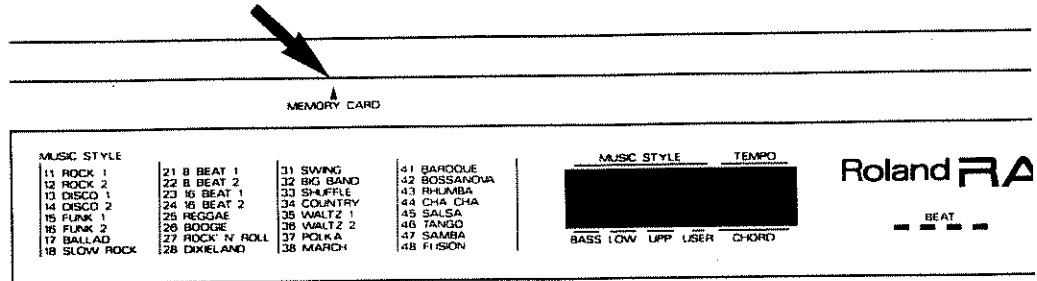 MEMORY CARD
MUSIC STYLE
11 ROCK 1
12 ROCK 2
13 DISCO 1
14 DISCO 2
15 FUNK 1
16 FUNK 2
17 BALLAD
18 SLOW ROCK
21 8 BEAT 1
22 8 BEAT 2
23 16 BEAT 1
24 16 BEAT 2
25 REGGAE
26 BOOGIE
27 ROCK' N' ROLL
28 DIXIELAND
31 SWING
32 BIG BAND
33 SHUFFLE
34 COUNTRY
35 WALTZ 1
36 WALTZ 2
37 POLKA
38 MARCH
41 BAROQUE
42 BOSSANOVA
43 RHUMBA
44 CHA CHA
45 SALSA
46 TANGO
47 SAMBA
48 FUSION
MUSIC STYLE TEMPO
BASS LOW UPP USER CHORD
Roland RA
BEAT